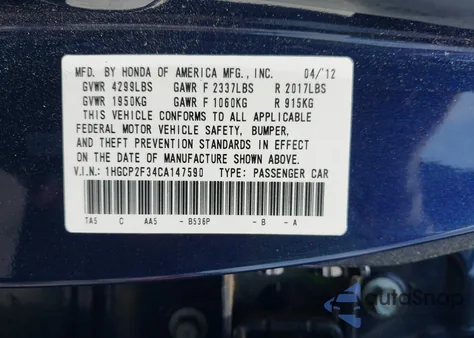 MFD. BY HONDA OF AMERICA MFG., INC. 04/12
GVWR 4299LBS GAWR F 2337LBS R 2017LBS
GVWR 1950KG GAWR F 1060KG R 915KG
THIS VEHICLE CONFORMS TO ALL APPLICABLE
FEDERAL MOTOR VEHICLE SAFETY, BUMPER,
AND THEFT PREVENTION STANDARDS IN EFFECT
ON THE DATE OF MANUFACTURE SHOWN ABOVE.
V.I.N.: 1HGCP2F34CA147590 TYPE: PASSENGER CAR
TA5 C AA5 - B536P - B - A
autoSnap